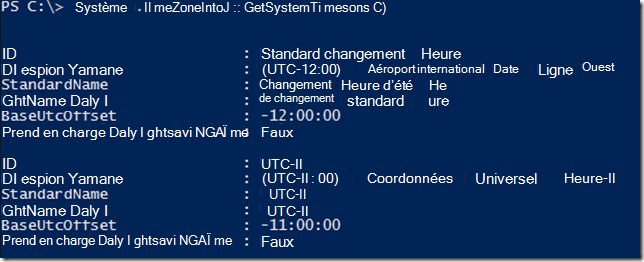 PS C:\> Système .II meZoneIntoJ :: GetSystemTi mesons C)
ID : Standard changement Heure
DI espion Yamane : (UTC-12:00) Aéroport international Date Ligne Ouest
StandardName : Changement Heure d'été He
GhtName Daly I : de changement standard ure
BaseUtcOffset : -12:00:00
Prend en charge Daly I ghtsavi NGAÏ me : Faux
ID : UTC-II
DI espion Yamane : (UTC-II : 00) Coordonnées Universel Heure-II
StandardName : UTC-II
GhtName Daly I : UTC-II
BaseUtcOffset : -11:00:00
Prend en charge Daly I ghtsavi NGAÏ me : Faux